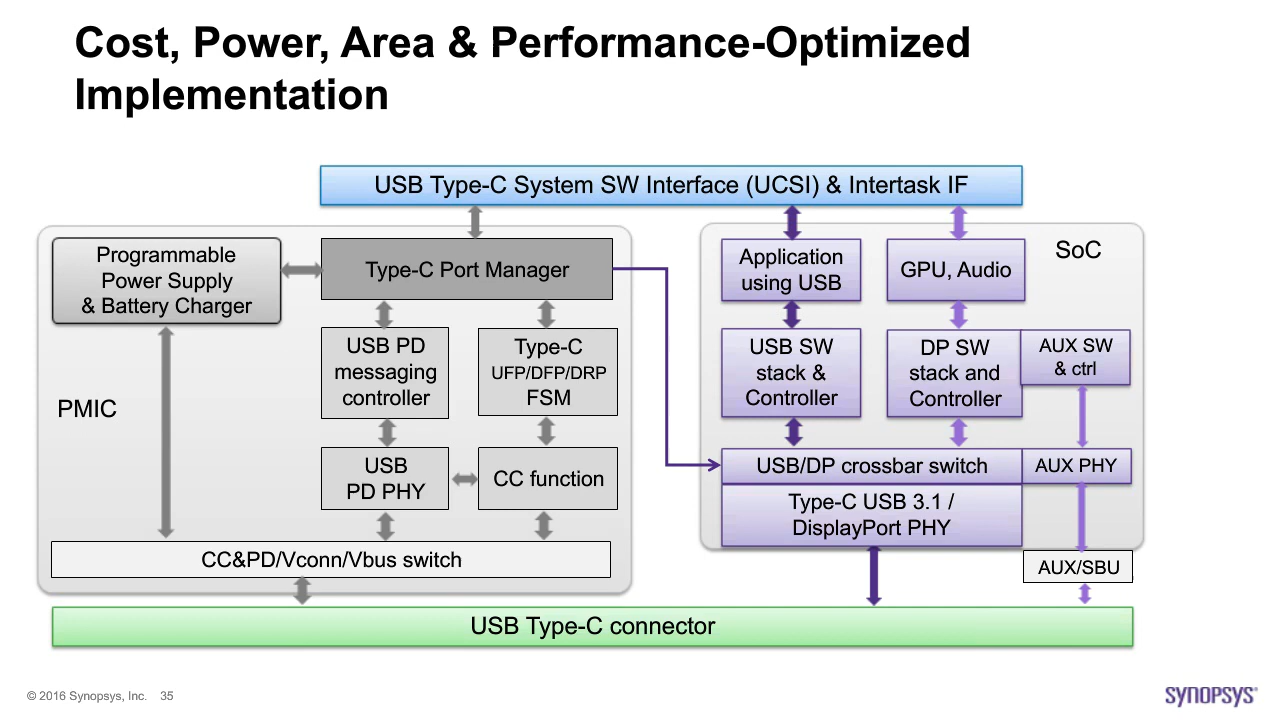 Cost, Power, Area & Performance-Optimized
Implementation
USB Type-C System SW Interface (UCSI) & Intertask IF
Programmable
Power Supply
& Battery Charger
Type-C Port Manager
USB PD
messaging
controller
Type-C
UFP/DFP/DRP
FSM
PMIC
USB
PD PHY
CC function
CC&PD/Vconn/Vbus switch
SoC
Application
using USB
GPU, Audio
USB SW
stack &
Controller
DP SW
stack and
Controller
AUX SW
& ctrl
USB/DP crossbar switch
AUX PHY
Type-C USB 3.1 /
DisplayPort PHY
AUX/SBU
USB Type-C connector
© 2016 Synopsys, Inc. 35
SYNOPSYS®